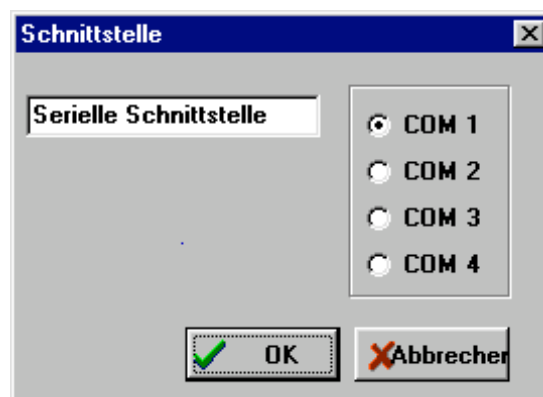 Schnittstelle
Serielle Schnittstelle
COM 1
COM 2
COM 3
COM 4
OK
Abbrecher